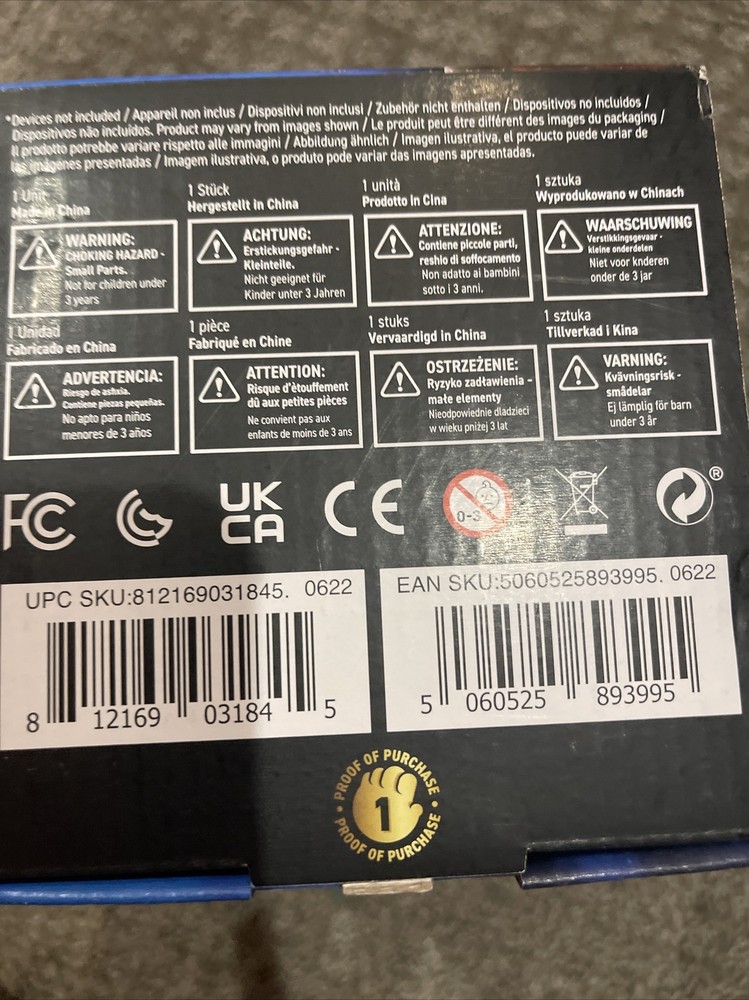 *Devices not included / Appareil non inclus / Dispositivi non inclusi / Zubehör nicht enthalten / Dispositivos no incluidos /
Dispositivos não incluídos. Product may vary from images shown / Le produit peut être différent des images du packaging /
Il prodotto potrebbe variare rispetto alle immagini / Abbildung ähnlich / Imagen ilustrativa, el producto puede variar de
las imágenes presentadas / Imagem ilustrativa, o produto pode variar das imagens apresentadas.
1 Unit
Made in China
WARNING:
CHOKING HAZARD -
Small Parts.
Not for children under
3 years
1 Stück
Hergestellt in China
ACHTUNG:
Erstickungsgefahr -
Kleinteile.
Nicht geeignet für
Kinder unter 3 Jahren
1 unità
Prodotto in Cina
ATTENZIONE:
Contiene piccole parti,
reshlo di soffocamento
Non adatto ai bambini
sotto i 3 anni.
1 sztuka
Wyprodukowano w Chinach
WAARSCHUWING
Verstikkingsgevaar -
kleine onderdelen
Niet voor knderen
onder de 3 jar
1 Unidad
Fabricado en China
ADVERTENCIA:
Riesgo de ashxia.
Contiene piezas pequeñas.
No apto para niños
menores de 3 años
1 pièce
Fabriqué en Chine
ATTENTION:
Risque d'étouffement
dû aux petites pièces
Ne convient pas aux
enfants de moins de 3 ans
1 stuks
Vervaardigd in China
OSTRZEŻENIE:
Ryzyko zadławienia -
małe elementy
Nieodpowiednie dladzieci
w wieku pniżej 3 lat
1 sztuka
Tillverkad i Kina
VARNING:
Kvävningsrisk -
smådelar
Ej lämplig för barn
under 3 år
FC
UK
CA
CE
0-3
®
UPC SKU:812169031845. 0622
8 12169 03184 5
EAN SKU:5060525893995. 0622
5 060525 893995
PROOF OF PURCHASE
1
PROOF OF PURCHASE